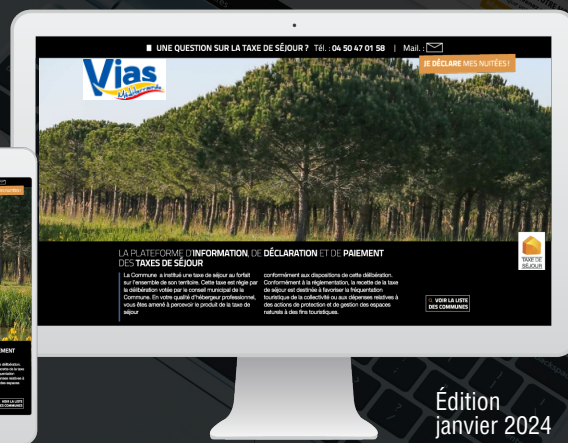 UNE QUESTION SUR LA TAXE DE SÉJOUR ? Tél. : 04 50 47 01 58 | Mail. :
JE DÉCLARE MES NUITÉES !
Vias
Méditerranée
LA PLATEFORME D'INFORMATION, DE DÉCLARATION ET DE PAIEMENT
DES TAXES DE SÉJOUR
La Commune a institué une taxe de séjour au forfait
sur l'ensemble de son territoire. Cette taxe est régie par
la délibération votée par le conseil municipal de la
Commune. En votre qualité d'hébergeur professionnel,
vous êtes amené à percevoir le produit de la taxe de
séjour
conformément aux dispositions de cette délibération.
Conformément à la réglementation, la recette de la taxe
de séjour est destinée à favoriser la fréquentation
touristique de la collectivité ou aux dépenses relatives à
des actions de protection et de gestion des espaces
naturels à des fins touristiques.
TAXE DE
SÉJOUR
VOIR LA LISTE
DES COMMUNES
Édition
janvier 2024